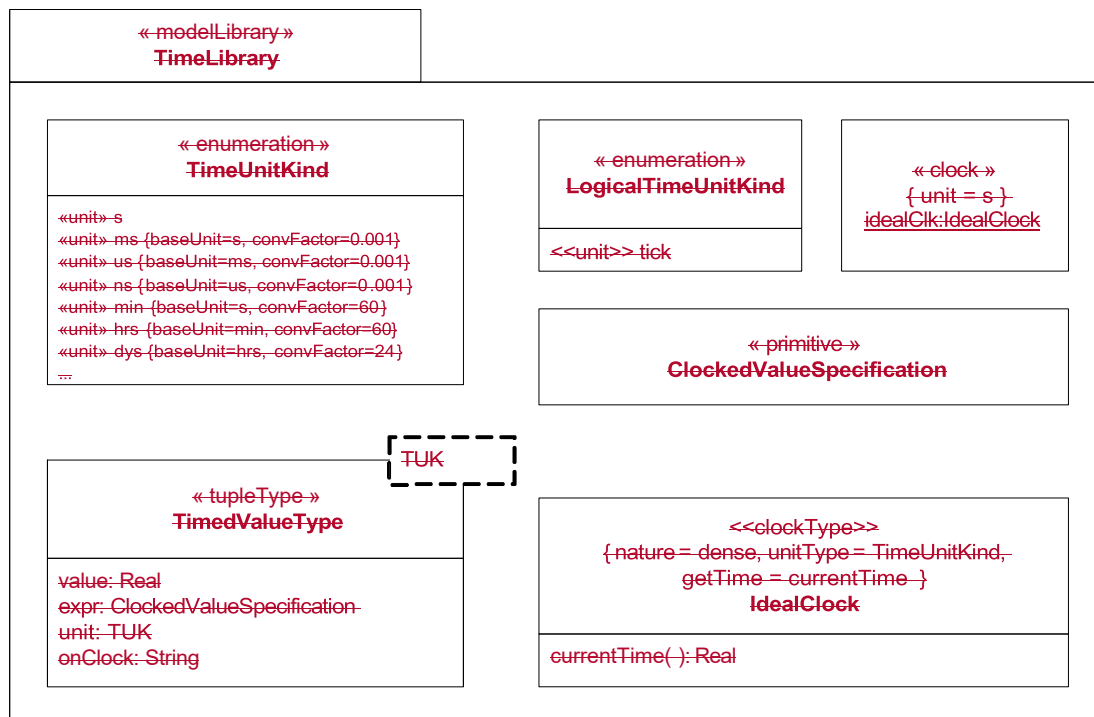 « modelLibrary »
TimeLibrary
« enumeration »
TimeUnitKind
«unit» s
«unit» ms {baseUnit=s, convFactor=0.001}
«unit» us {baseUnit=ms, convFactor=0.001}
«unit» ns {baseUnit=us, convFactor=0.001}
«unit» min {baseUnit=s, convFactor=60}
«unit» hrs {baseUnit=min, convFactor=60}
«unit» dys {baseUnit=hrs, convFactor=24}
...
« enumeration »
LogicalTimeUnitKind
<<unit>> tick
« clock »
{ unit = s }
idealClk:IdealClock
« primitive »
ClockedValueSpecification
TUK
« tupleType »
TimedValueType
value: Real
expr: ClockedValueSpecification
unit: TUK
onClock: String
<<clockType>>
{ nature = dense, unitType = TimeUnitKind,
getTime = currentTime }
IdealClock
currentTime( ): Real